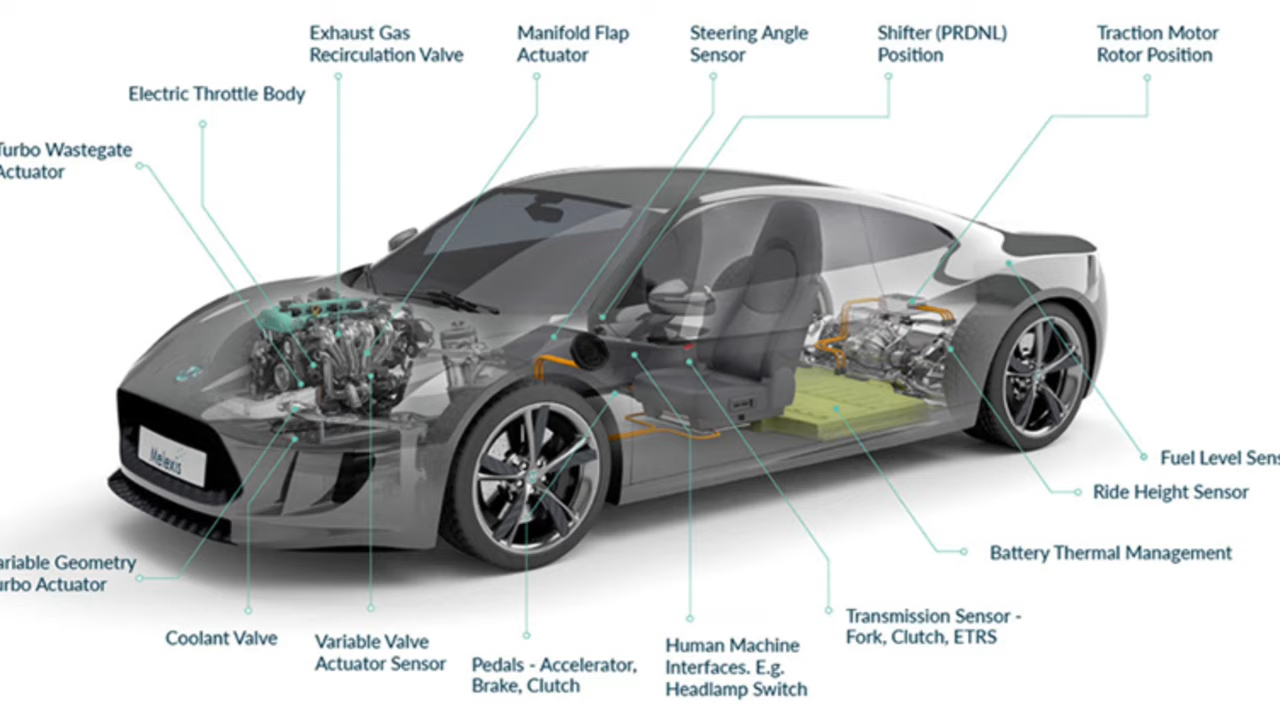 Exhaust Gas
Recirculation Valve
Manifold Flap
Actuator
Steering Angle
Sensor
Shifter (PRDNL)
Position
Traction Motor
Rotor Position
Electric Throttle Body
Turbo Wastegate
Actuator
Melexis
Fuel Level Sens
Ride Height Sensor
Battery Thermal Management
ariable Geometry
urbo Actuator
Coolant Valve
Variable Valve
Actuator Sensor
Pedals - Accelerator,
Brake, Clutch
Human Machine
Interfaces. E.g.
Headlamp Switch
Transmission Sensor -
Fork, Clutch, ETRS